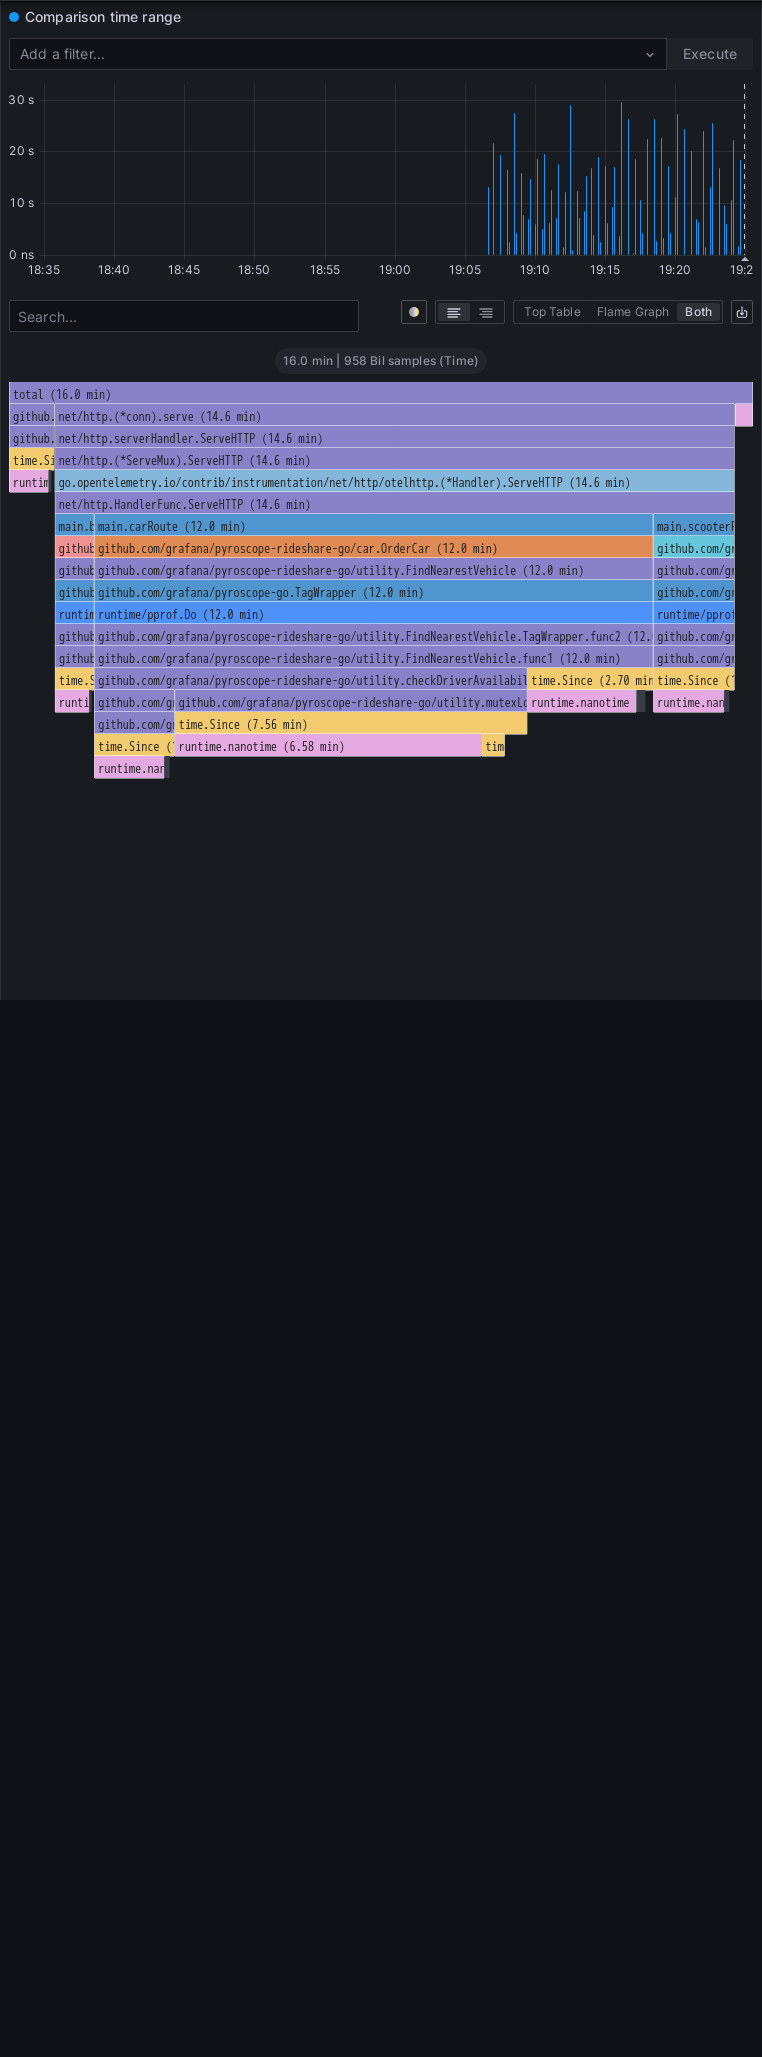 Comparison time range
Add a filter...
Execute
30 s
20 s
10 s
0 ns
18:35 18:40 18:45 18:50 18:55 19:00 19:05 19:10 19:15 19:20 19:2
Search...
Top Table Flame Graph Both
16.0 min | 958 Bil samples (Time)
total (16.0 min)
github. net/http.(*conn).serve (14.6 min)
github. net/http.serverHandler.ServeHTTP (14.6 min)
time.Si net/http.(*ServeMux).ServeHTTP (14.6 min)
runtim go.opentelemetry.io/contrib/instrumentation/net/http/otelhttp.(*Handler).ServeHTTP (14.6 min)
net/http.HandlerFunc.ServeHTTP (14.6 min)
main.b main.carRoute (12.0 min) main.scooterR
github github.com/grafana/pyroscope-rideshare-go/car.OrderCar (12.0 min) github.com/gr
github github.com/grafana/pyroscope-rideshare-go/utility.FindNearestVehicle (12.0 min) github.com/gr
github github.com/grafana/pyroscope-go.TagWrapper (12.0 min) github.com/gr
runtim runtime/pprof.Do (12.0 min) runtime/pprof
github github.com/grafana/pyroscope-rideshare-go/utility.FindNearestVehicle.TagWrapper.func2 (12. github.com/gr
github github.com/grafana/pyroscope-rideshare-go/utility.FindNearestVehicle.func1 (12.0 min) github.com/gr
time.S github.com/grafana/pyroscope-rideshare-go/utility.checkDriverAvailabil time.Since (2.70 min time.Since (1
runti github.com/gr github.com/grafana/pyroscope-rideshare-go/utility.mutexLo runtime.nanotime runtime.nan
github.com/gr time.Since (7.56 min)
time.Since (1 runtime.nanotime (6.58 min) tim
runtime.nan